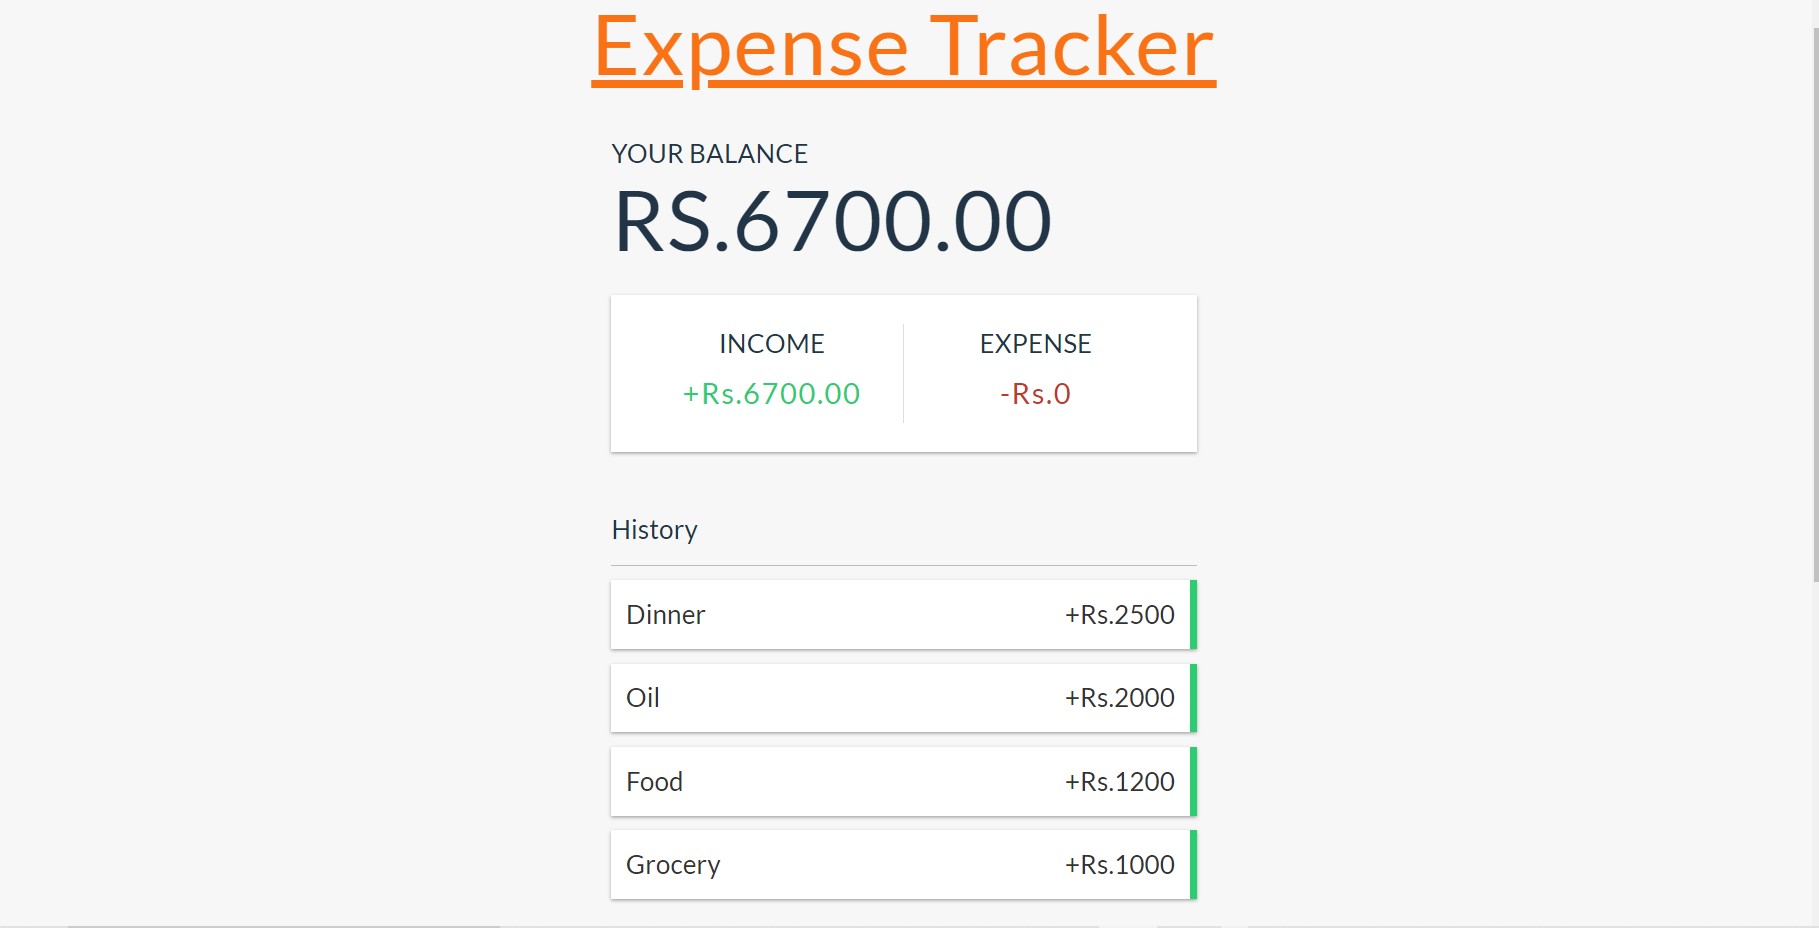 Expense Tracker
YOUR BALANCE
RS.6700.00
INCOME EXPENSE
+Rs.6700.00 -Rs.0
History
Dinner +Rs.2500
Oil +Rs.2000
Food +Rs.1200
Grocery +Rs.1000